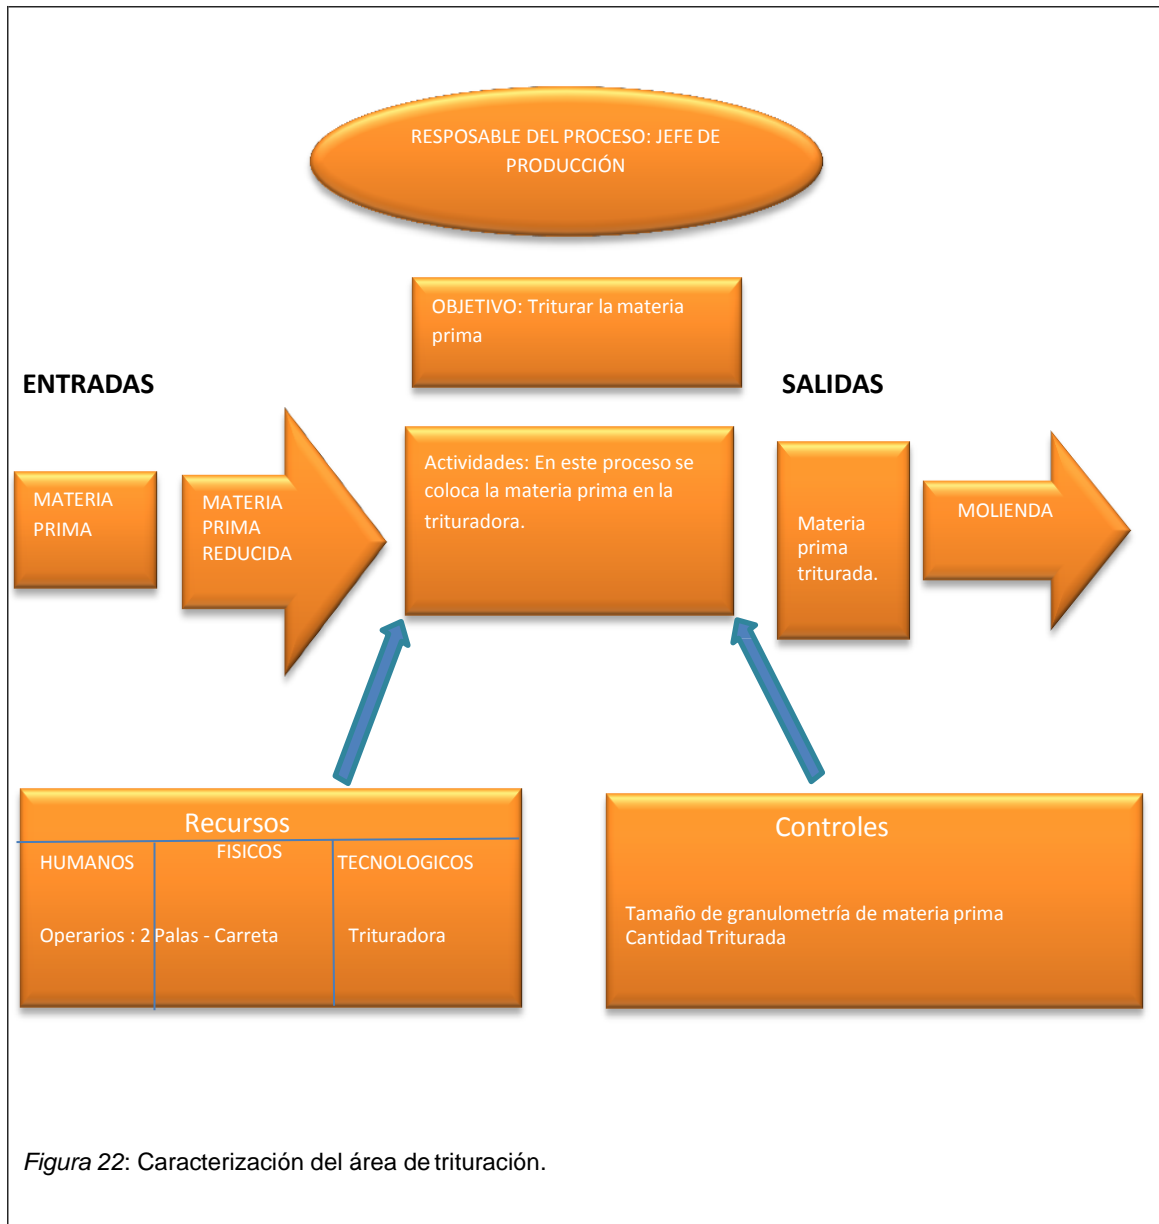 RESPOSABLE DEL PROCESO: JEFE DE
PRODUCCIÓN
OBJETIVO: Triturar la materia
prima
ENTRADAS
SALIDAS
MATERIA
PRIMA
MATERIA
PRIMA
REDUCIDA
Actividades: En este proceso se
coloca la materia prima en la
trituradora.
Materia
prima
triturada.
MOLIENDA
Recursos
HUMANOS
FISICOS
TECNOLOGICOS
Operarios : 2 Palas - Carreta
Trituradora
Controles
Tamaño de granulometría de materia prima
Cantidad Triturada
Figura 22: Caracterización del área de trituración.